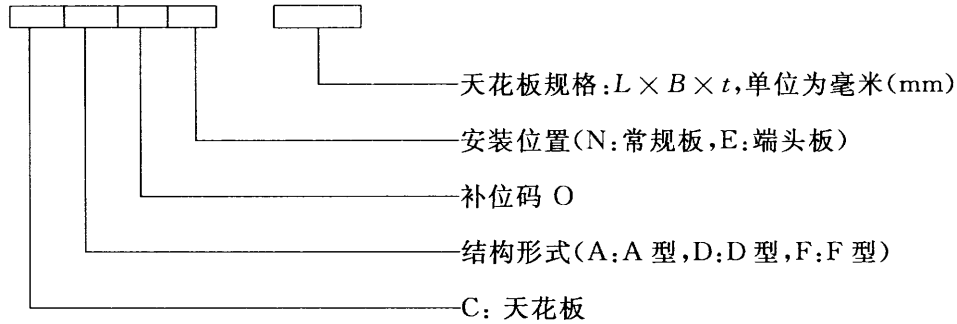 天花板规格:L×B×t,单位为毫米(mm)
安装位置(N:常规板,E:端头板)
补位码 O
结构形式(A:A 型,D:D 型,F:F 型)
C: 天花板